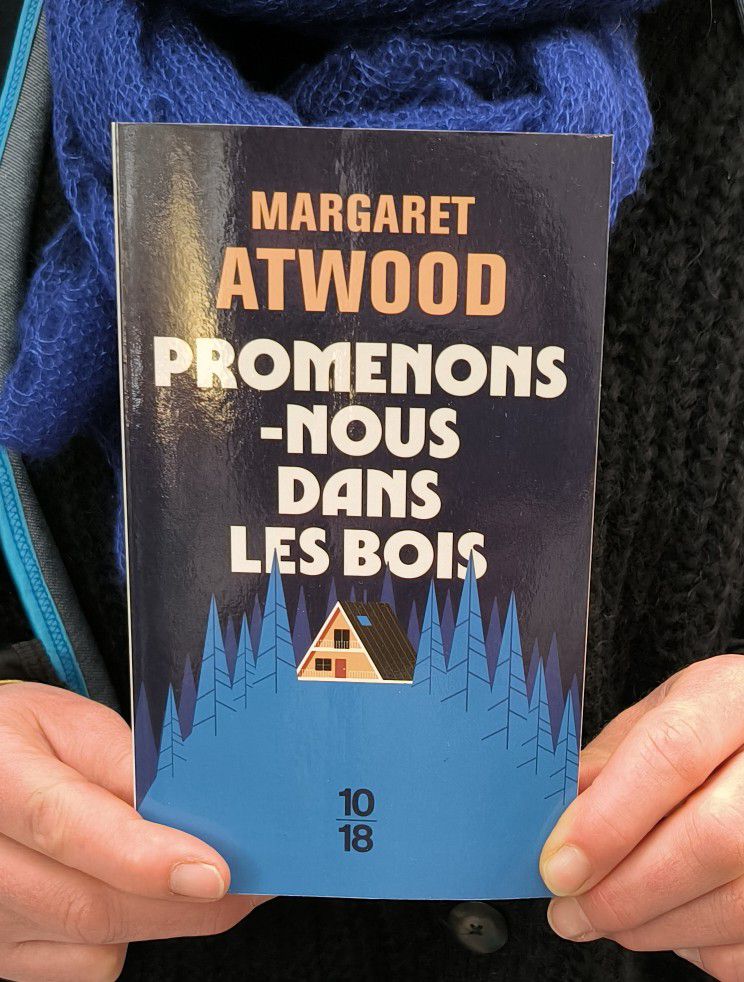 MARGARET
ATWOOD
PROMENONS
-NOUS
DANS
LES BOIS
10
18